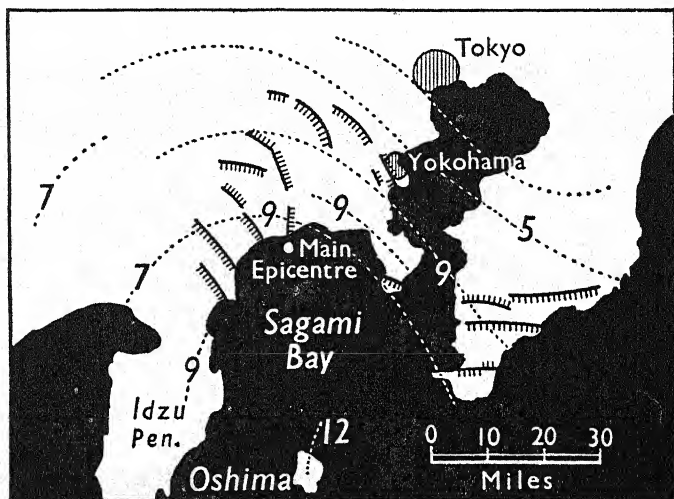 Tokyo
Yokohama
7
9
9
5
Main
Epicentre
7
9
Sagami
Bay
9
Idzu
Pen.
12
Oshima
0 10 20 30
Miles